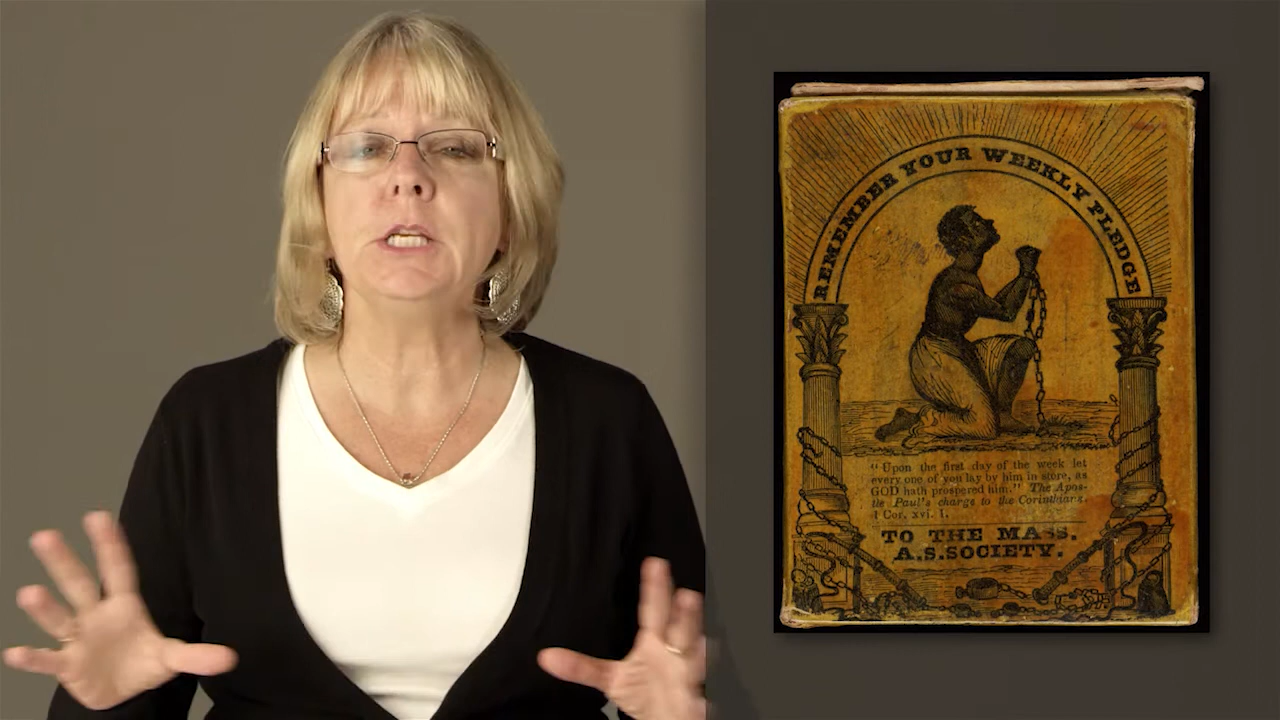 REMEMBER YOUR WEEKLY PLEDGE
"Upon the first day of the week let
every one of you lay by him in store, as
GOD hath prospered him." The Apos-
tle Paul's charge to the Corinthians,
1 Cor. xvi. 1.
TO THE MASS.
A.S.SOCIETY.